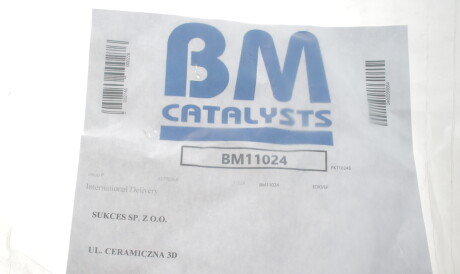 BM
CATALYSTS
BM11024
International Delivery
SUKCES SP. Z O.O.
UL. CERAMICZNA 3D